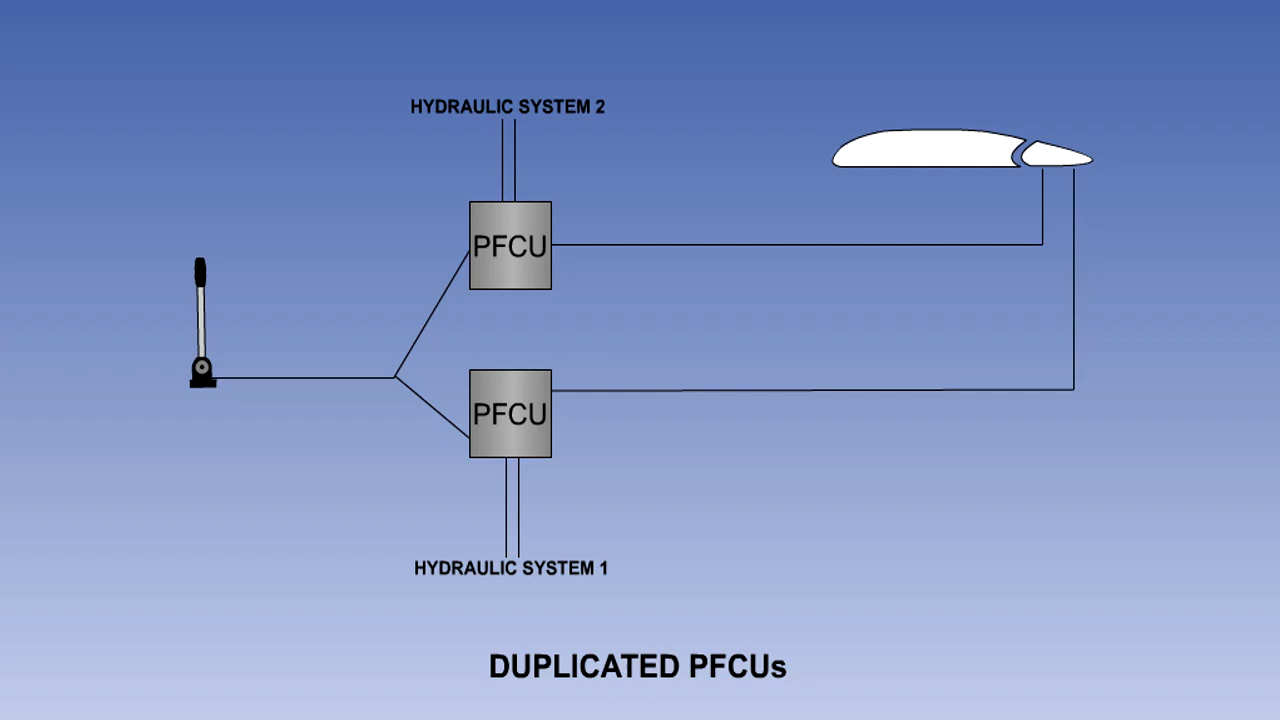 HYDRAULIC SYSTEM 2
PFCU
PFCU
HYDRAULIC SYSTEM 1
DUPLICATED PFCUs